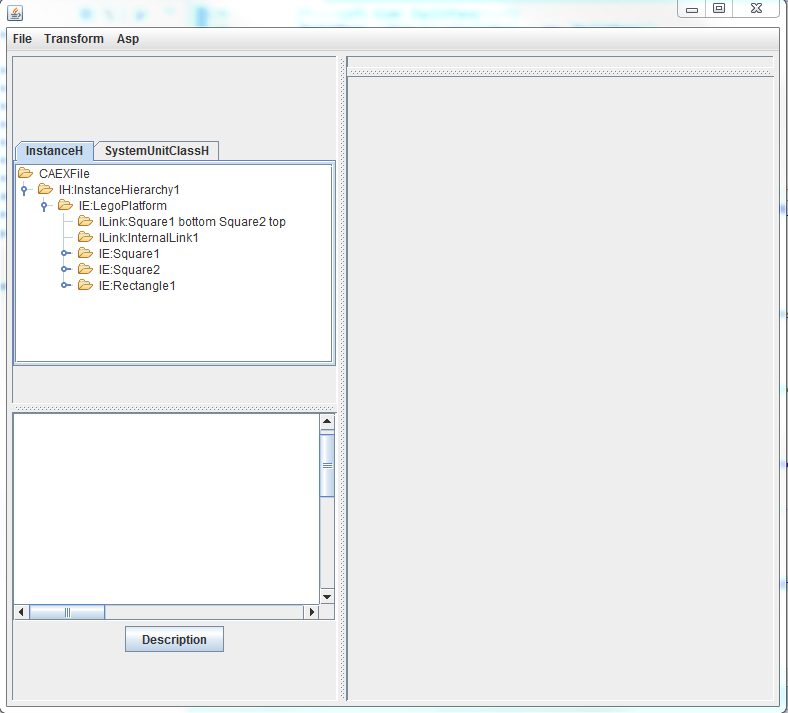 File Transform Asp
InstanceH SystemUnitClassH
CAEXFile
IH:InstanceHierarchy1
IE:LegoPlatform
ILink:Square1 bottom Square2 top
ILink:InternalLink1
IE:Square1
IE:Square2
IE:Rectangle1
Description